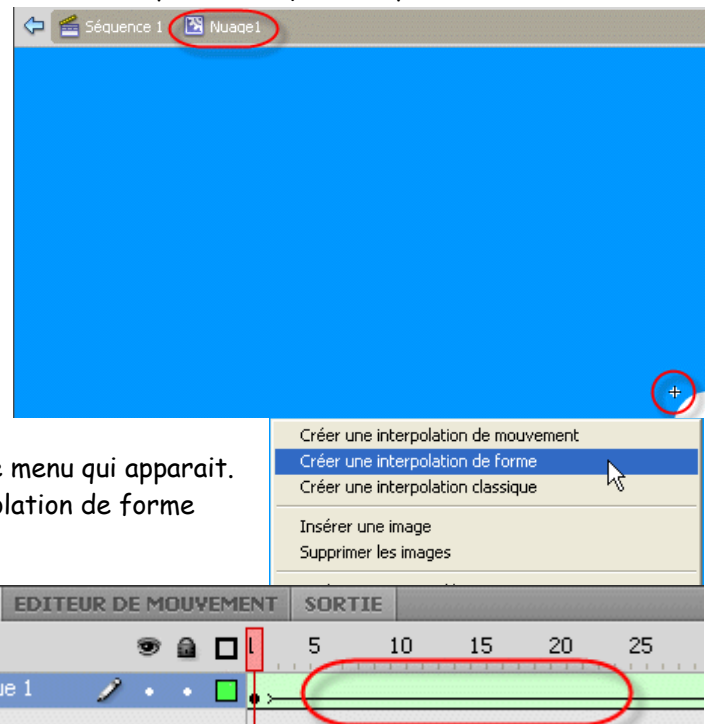 Séquence 1 Nuage1
Créer une interpolation de mouvement
Créer une interpolation de forme
Créer une interpolation classique
Insérer une image
Supprimer les images
menu qui apparait.
de forme
EDITEUR DE MOUVEMENT SORTIE
1 5 10 15 20 25
1